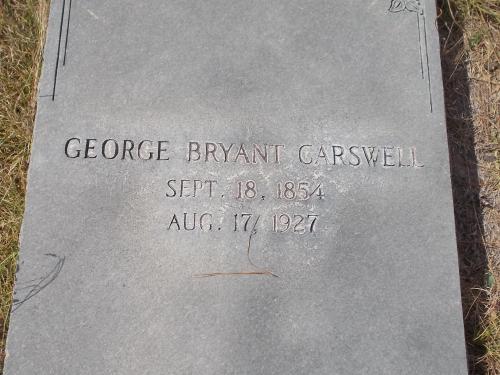 GEORGE BRYANT CARSWELL
SEPT. 18, 1854
AUG. 17, 1927